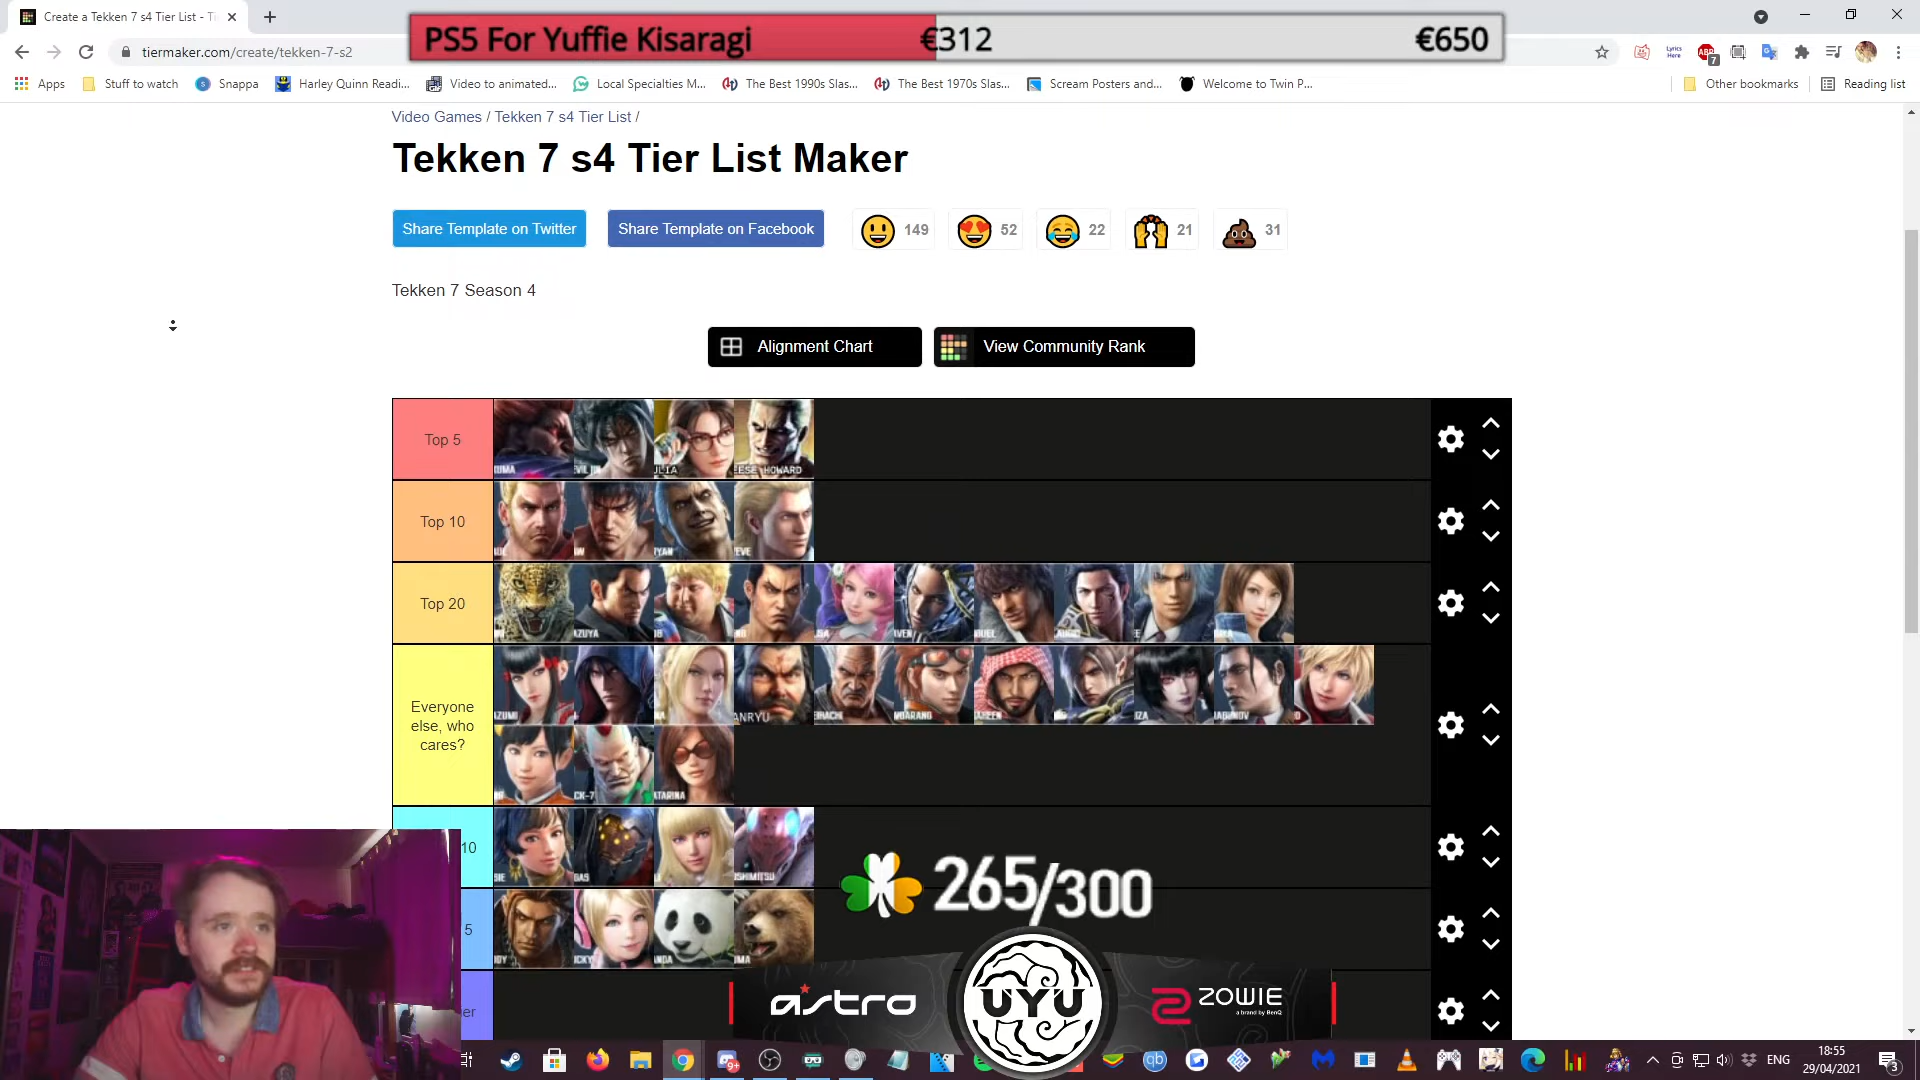 Create a Tekken 7 s4 Tier List - Ti
PS5 For Yuffie Kisaragi €312 €650
tiermaker.com/create/tekken-7-s2
7
Apps Stuff to watch Snappa Harley Quinn Readi... Video to animated... Local Specialties M... The Best 1990s Slas... The Best 1970s Slas... Scream Posters and... Welcome to Twin P... Other bookmarks Reading list
Video Games / Tekken 7 s4 Tier List /
Tekken 7 s4 Tier List Maker
Share Template on Twitter Share Template on Facebook 149 52 22 21 31
Tekken 7 Season 4
Alignment Chart View Community Rank
Top 5
Top 10
Top 20
Everyone
else, who
cares?
10
5
er
265/300
ASTRO UYU ZOWIE
a brand by BenQ
ENG 18:55
29/04/2021
3